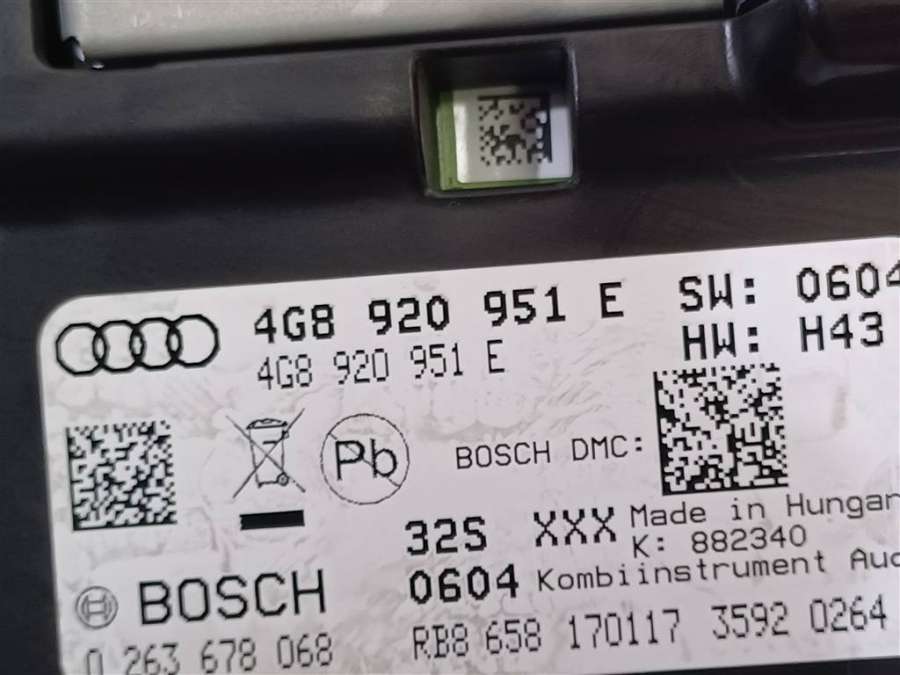 4G8 920 951 E SW: 0604
4G8 920 951 E HW: H43
Pb BOSCH DMC:
32S XXX Made in Hungar
K: 882340
0604 Kombiinstrument Aud
BOSCH
0 263 678 068 RB8 658 170117 3592 0264